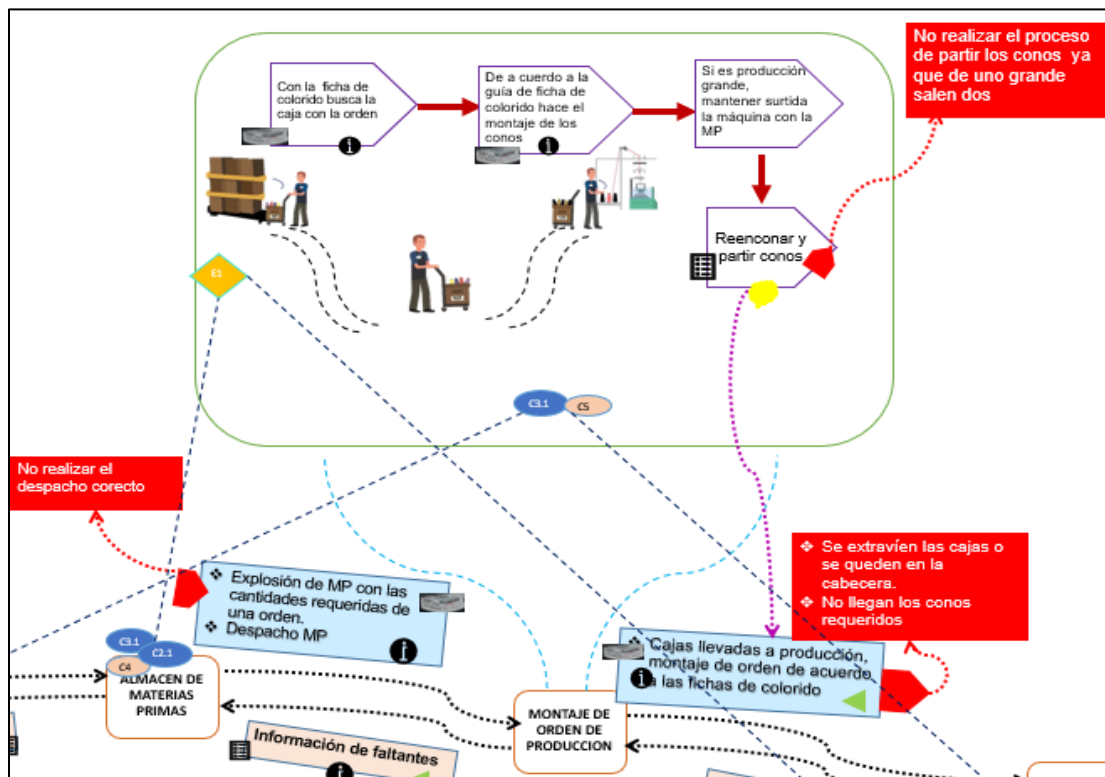 No realizar el proceso
de partir los conos ya
que de uno grande
salen dos
Con la ficha de
colorido busca la
caja con la orden
De a cuerdo a la
guía de ficha de
colorido hace el
montaje de los
conos
Si es producción
grande,
mantener surtida
la máquina con la
MP
Reenconar y
partir conos
E1
C3.1
C5
No realizar el
despacho corecto
❖ Explosión de MP con las
cantidades requeridas de
una orden.
❖ Despacho MP
❖ Se extravíen las cajas o
se queden en la
cabecera.
❖ No llegan los conos
requeridos
❖ Cajas llevadas a producción,
montaje de orden de acuerdo
a las fichas de colorido
C3.1
C2.1
C4
ALMACEN DE
MATERIAS
PRIMAS
MONTAJE DE
ORDEN DE
PRODUCCION
Información de faltantes